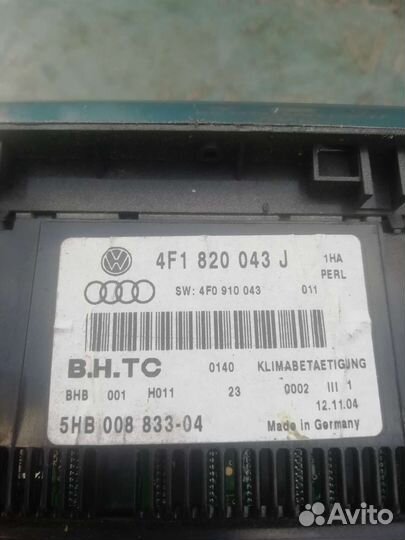 4F1 820 043 J 1HA
PERL
SW: 4F0 910 043 011
B.H.TC 0140 KLIMABETAETIGUNG
BHB 001 H011 23 0002 III 1
12.11.04
5HB 008 833-04 Made in Germany
Avito